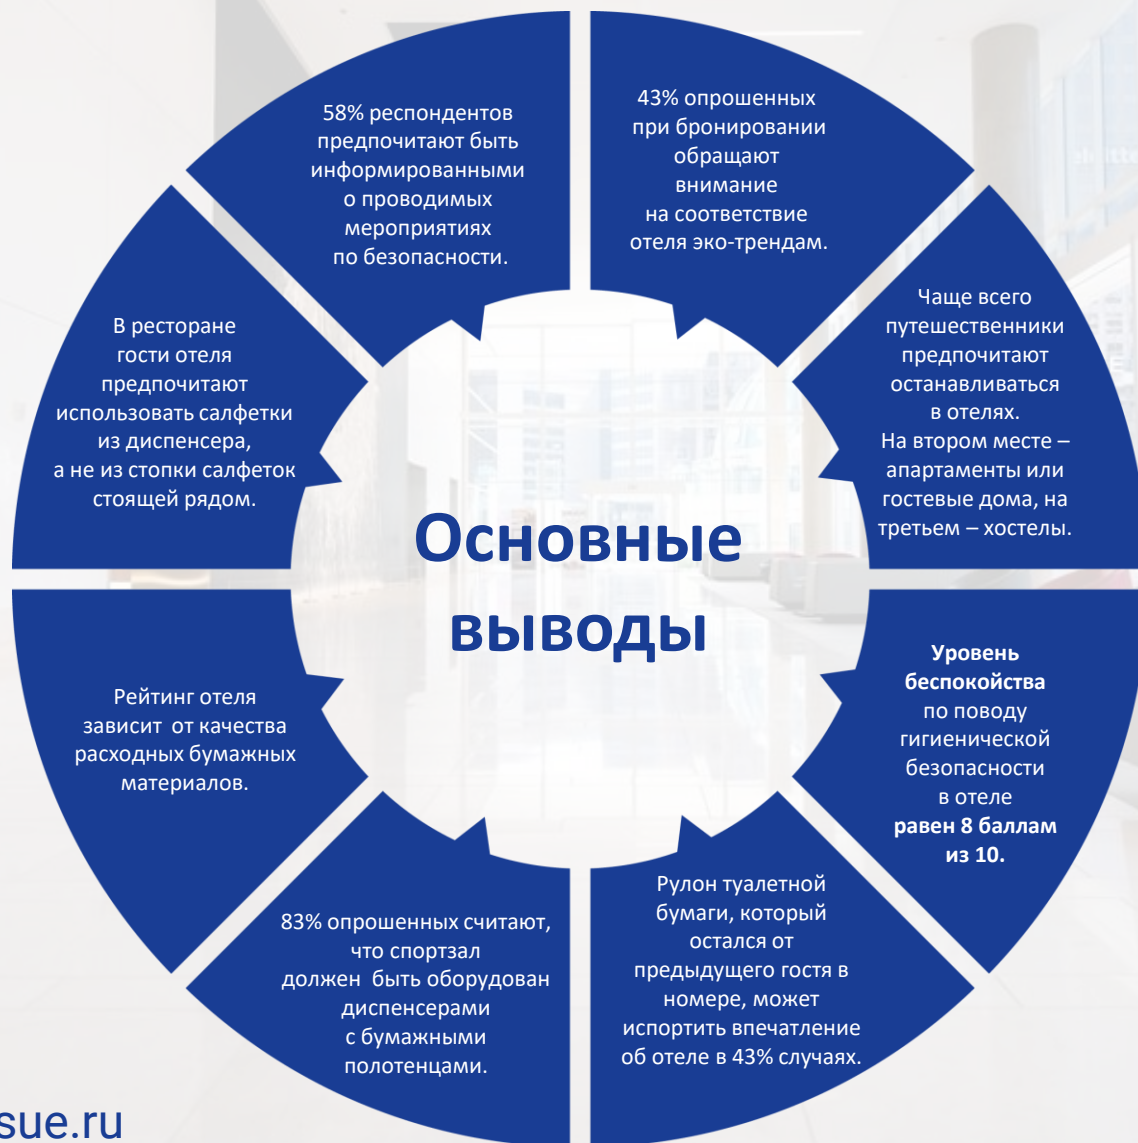 58% респондентов
предпочитают быть
информированными
о проводимых
мероприятиях
по безопасности.
43% опрошенных
при бронировании
обращают
внимание
на соответствие
отеля эко-трендам.
Чаще всего
путешественники
предпочитают
останавливаться
в отелях.
На втором месте –
апартаменты или
гостевые дома, на
третьем – хостелы.
Уровень
беспокойства
по поводу
гигиенической
безопасности
в отеле
равен 8 баллам
из 10.
Рулон туалетной
бумаги, который
остался от
предыдущего гостя в
номере, может
испортить впечатление
об отеле в 43% случаях.
83% опрошенных считают,
что спортзал
должен  быть оборудован
диспенсерами
с бумажными
полотенцами.
Рейтинг отеля
зависит  от качества
расходных бумажных
материалов.
В ресторане
гости отеля
предпочитают
использовать салфетки
из диспенсера,
а не из стопки салфеток
стоящей рядом.
Основные
выводы
sue.ru